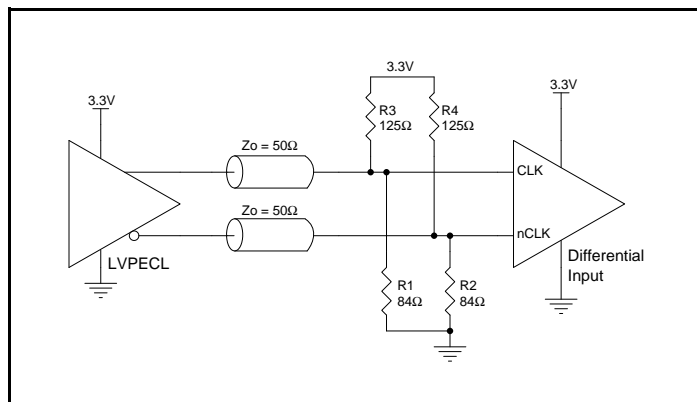 3.3V
3.3V
3.3V
R3
125Ω
R4
125Ω
Zo = 50Ω
CLK
Zo = 50Ω
nCLK
LVPECL
Differential
Input
R1
84Ω
R2
84Ω